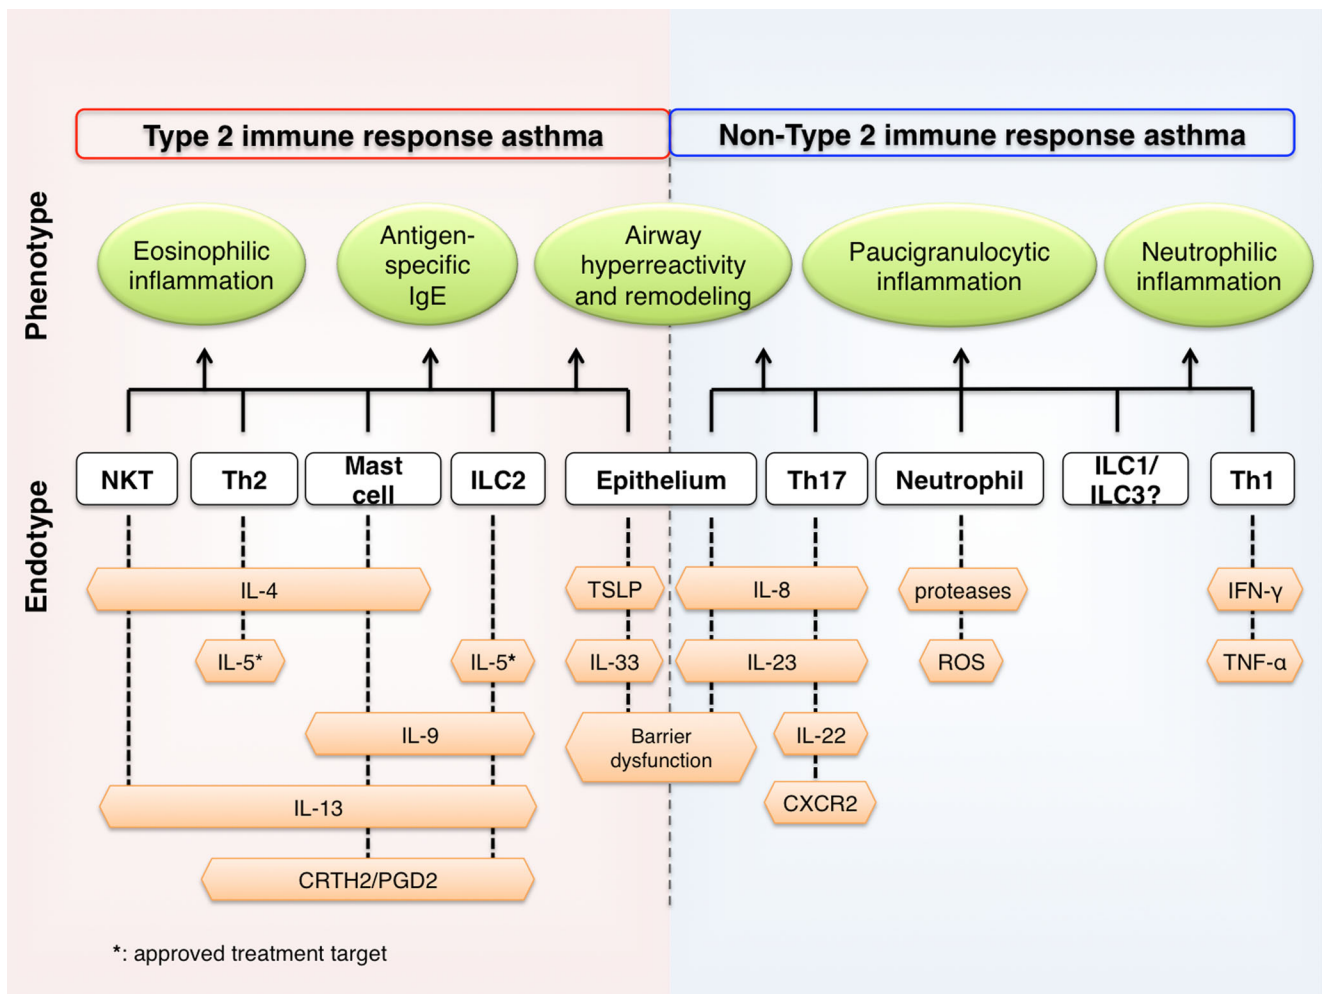 Type 2 immune response asthma
Non-Type 2 immune response asthma
Phenotype
Eosinophilic
inflammation
Antigen-
specific
IgE
Airway
hyperreactivity
and remodeling
Paucigranulocytic
inflammation
Neutrophilic
inflammation
Endotype
NKT
Th2
Mast
cell
ILC2
Epithelium
Th17
Neutrophil
ILC1/
ILC3?
Th1
IL-4
TSLP
IL-8
proteases
IFN-γ
IL-5*
IL-5*
IL-33
IL-23
ROS
TNF-α
IL-9
Barrier
dysfunction
IL-22
IL-13
CXCR2
CRTH2/PGD2
*: approved treatment target